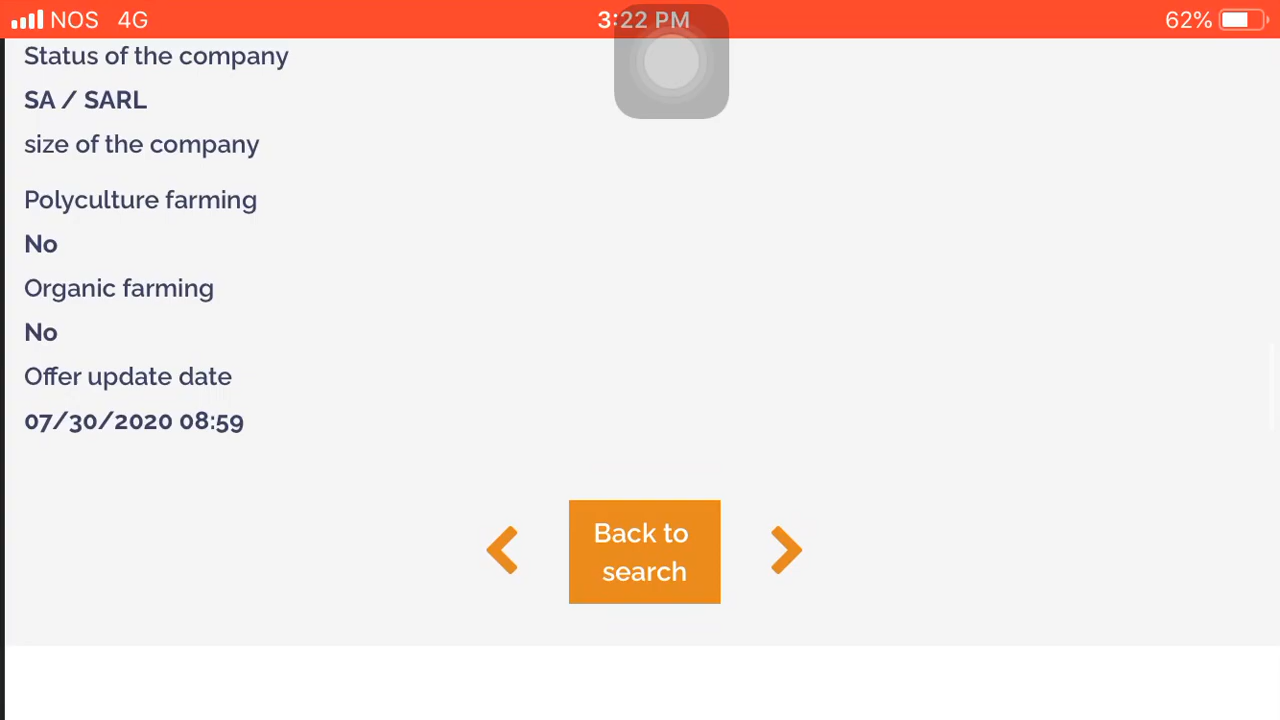 NOS 4G 3:22 PM 62%
Status of the company
SA / SARL
size of the company
Polyculture farming
No
Organic farming
No
Offer update date
07/30/2020 08:59
Back to
search